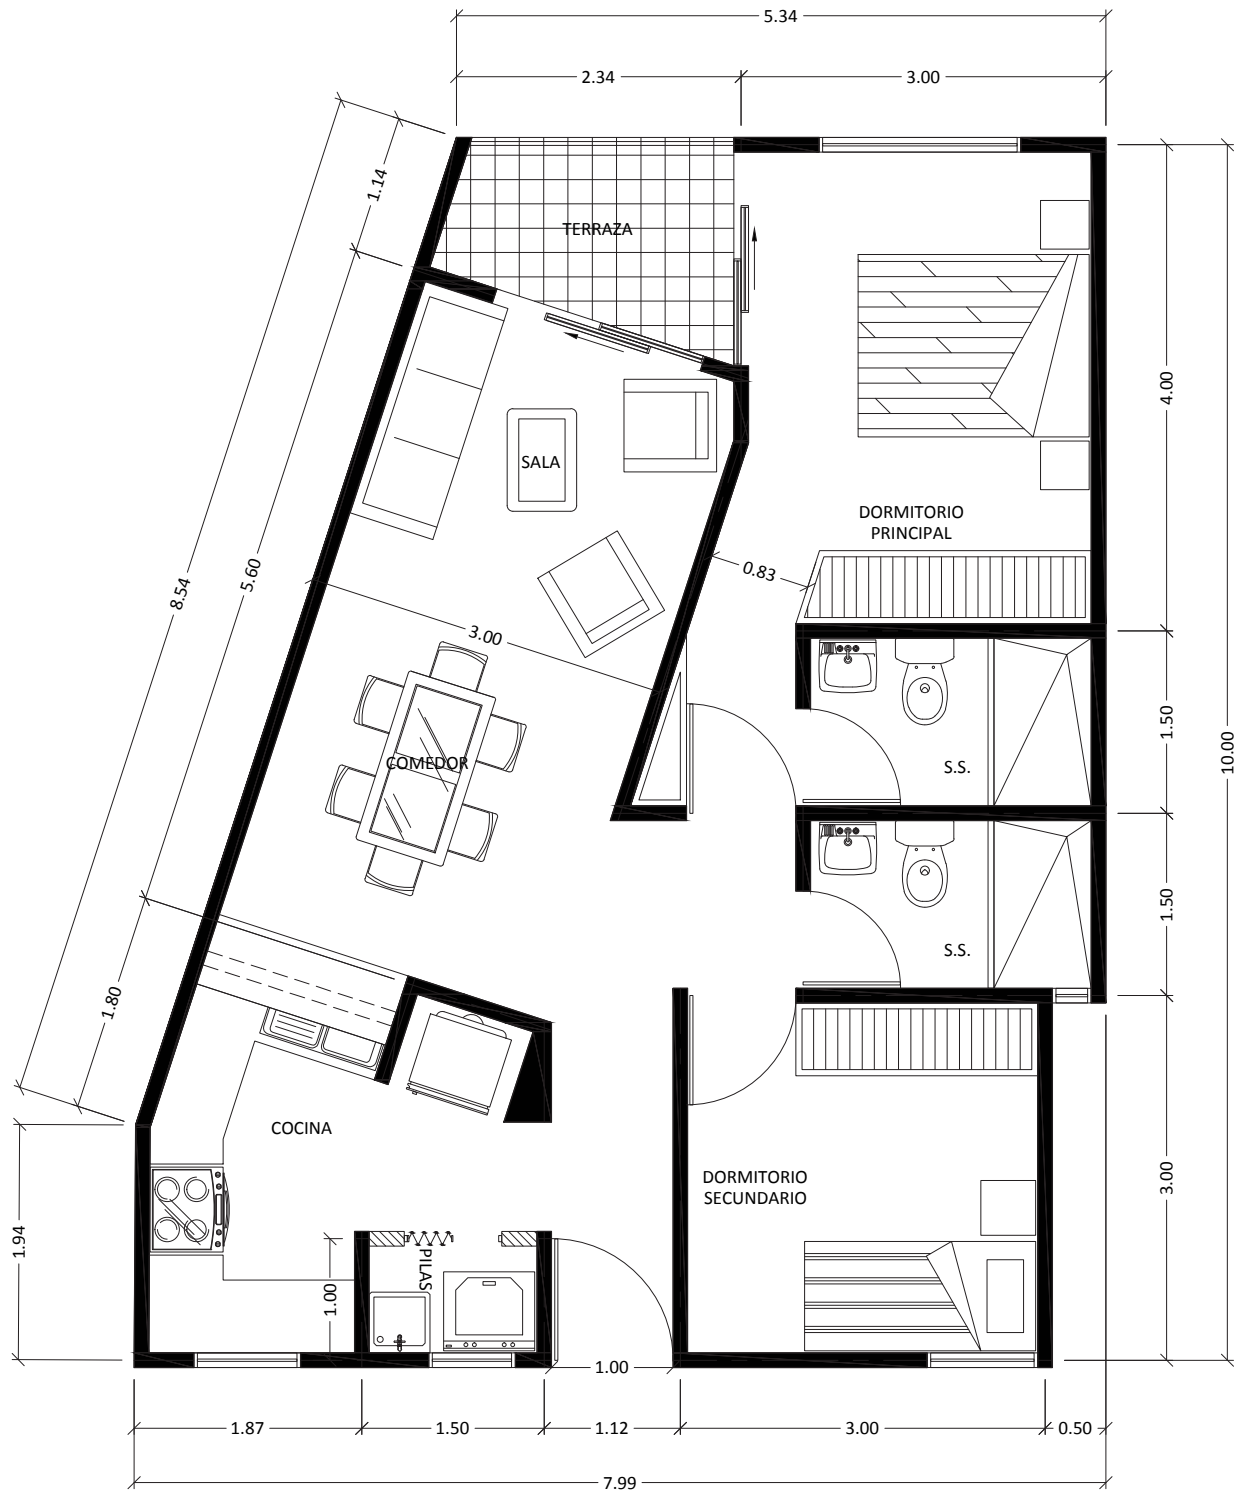 5.34
2.34
3.00
1.14
TERRAZA
4.00
SALA
DORMITORIO
PRINCIPAL
0.83
8.54
5.60
3.00
1.50
10.00
COMEDOR
S.S.
1.50
S.S.
1.80
COCINA
DORMITORIO
SECUNDARIO
3.00
1.94
PILAS
1.00
1.00
1.87
1.50
1.12
3.00
0.50
7.99